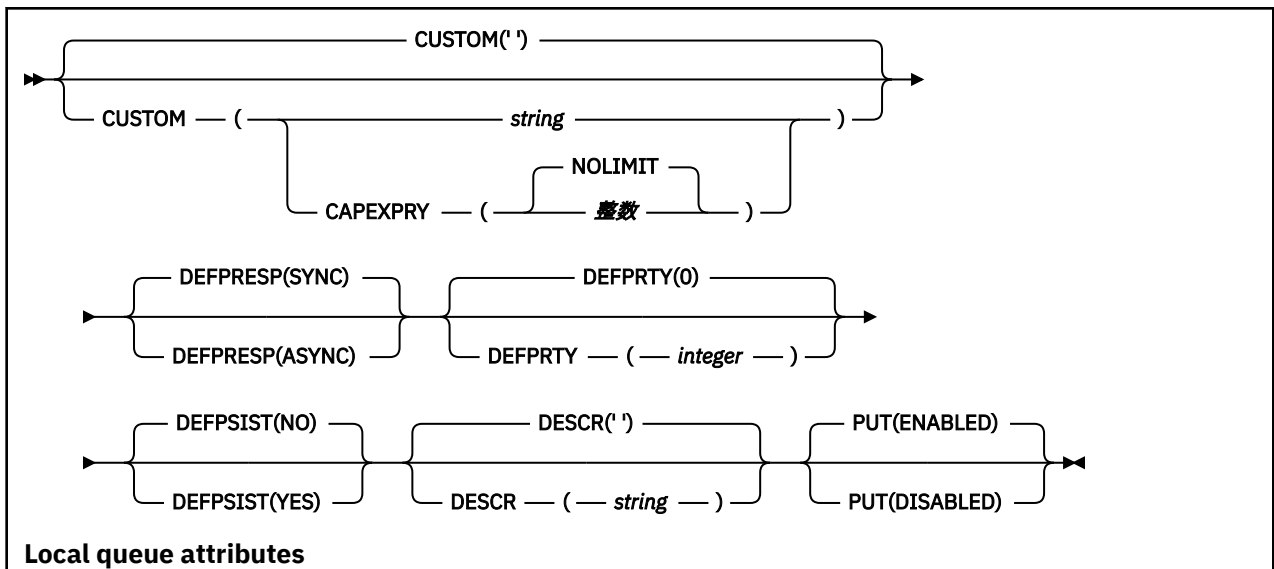 CUSTOM(' ')
CUSTOM ( string )
NOLIMIT
CAPEXPRY ( 整数 )
DEFPRESP(SYNC) DEFPRTY(0)
DEFPRESP(ASYNC) DEFPRTY ( integer )
DEFPSIST(NO) DESCR(' ') PUT(ENABLED)
DEFPSIST(YES) DESCR ( string ) PUT(DISABLED)
Local queue attributes